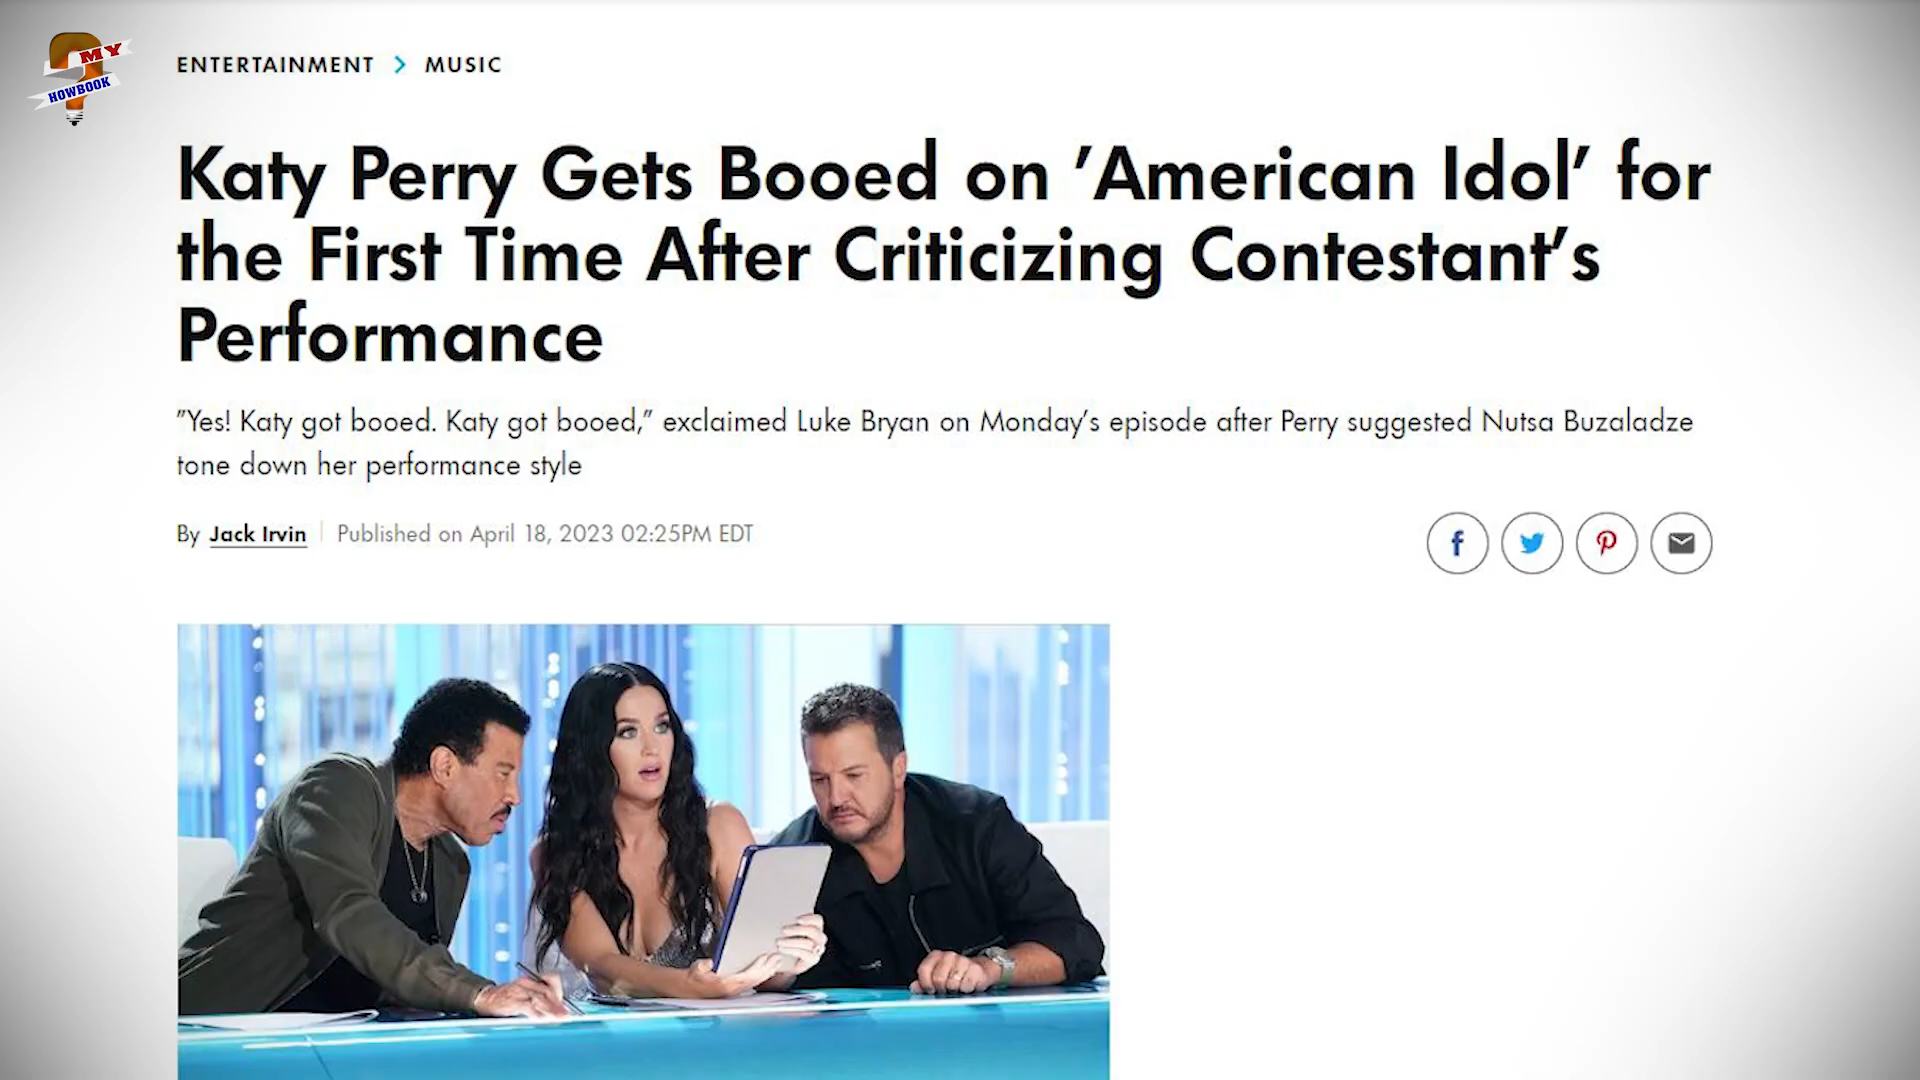 MY
HOWBOOK
ENTERTAINMENT > MUSIC
Katy Perry Gets Booed on 'American Idol' for
the First Time After Criticizing Contestant's
Performance
"Yes! Katy got booed. Katy got booed," exclaimed Luke Bryan on Monday's episode after Perry suggested Nutsa Buzaladze
tone down her performance style
By Jack Irvin | Published on April 18, 2023 02:25PM EDT